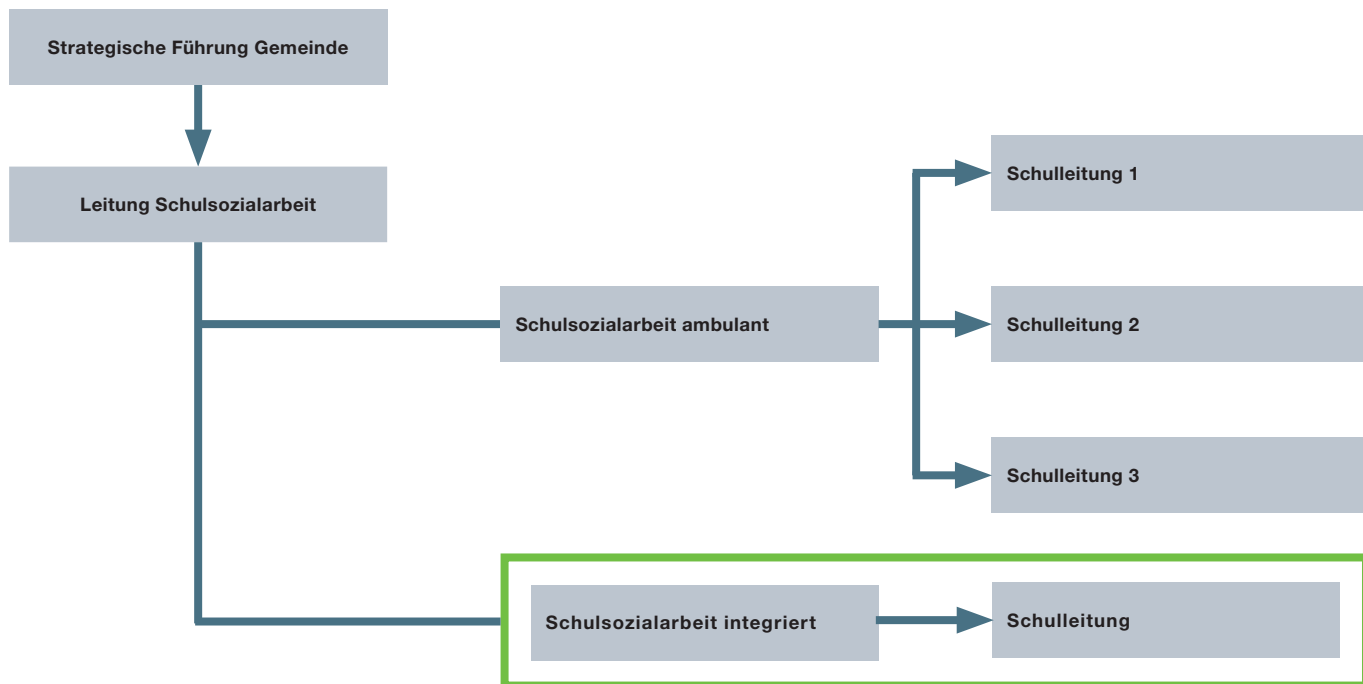 Strategische Führung Gemeinde
Leitung Schulsozialarbeit
Schulsozialarbeit ambulant
Schulleitung 1
Schulleitung 2
Schulleitung 3
Schulsozialarbeit integriert
Schulleitung